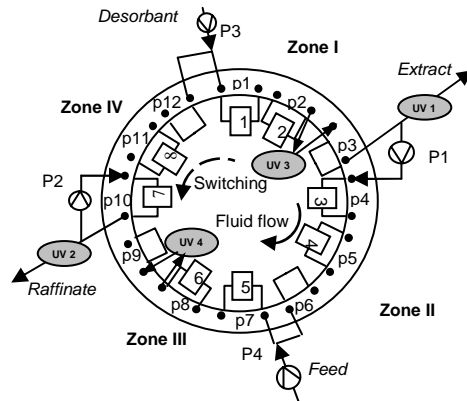 Desorbant
P3
Zone I
Extract
UV 1
P1
Zone IV
p12
p1
p2
p3
p11
1
2
8
UV 3
P2
p10
7
Switching
3
p4
Fluid flow
UV 2
p9
UV 4
4
p5
Raffinate
6
5
p8
p7
p6
Zone III
Zone II
P4
Feed